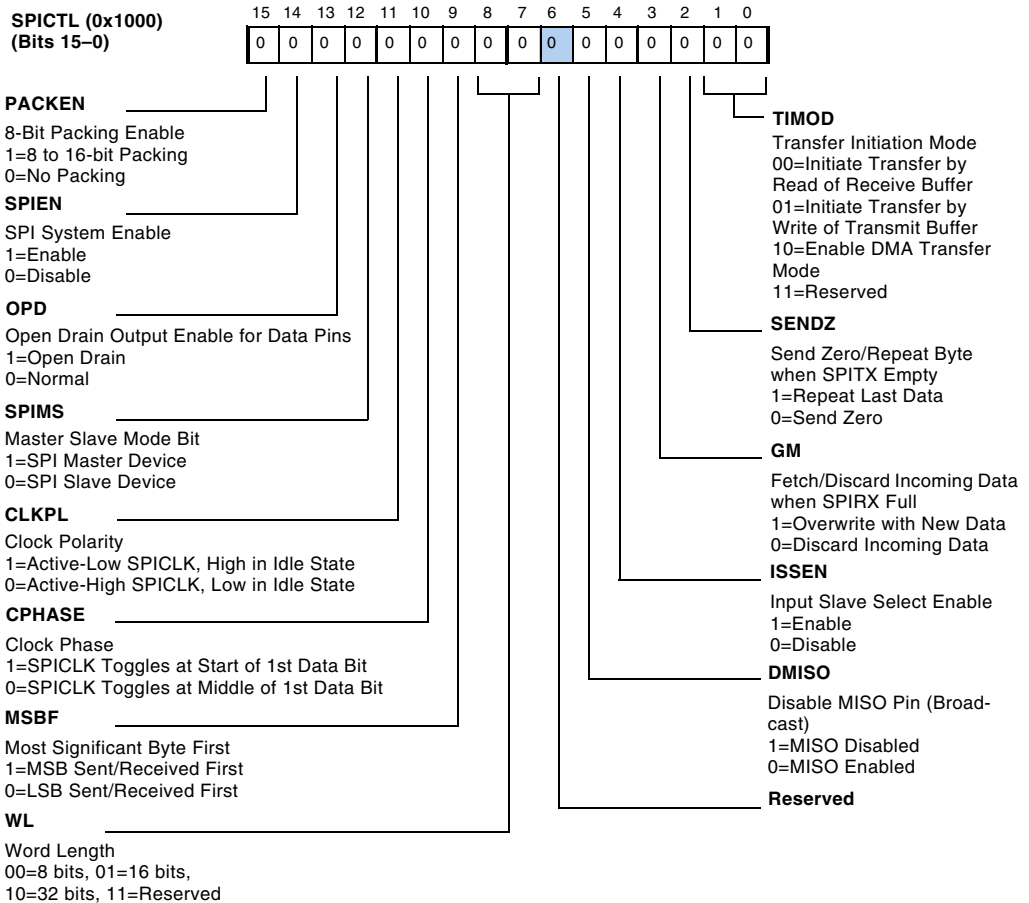 SPICTL (0x1000)
(Bits 15–0)
15 14 13 12 11 10 9 8 7 6 5 4 3 2 1 0
0 0 0 0 0 0 0 0 0 0 0 0 0 0 0 0
PACKEN
8-Bit Packing Enable
1=8 to 16-bit Packing
0=No Packing
SPIEN
SPI System Enable
1=Enable
0=Disable
OPD
Open Drain Output Enable for Data Pins
1=Open Drain
0=Normal
SPIMS
Master Slave Mode Bit
1=SPI Master Device
0=SPI Slave Device
CLKPL
Clock Polarity
1=Active-Low SPICLK, High in Idle State
0=Active-High SPICLK, Low in Idle State
CPHASE
Clock Phase
1=SPICLK Toggles at Start of 1st Data Bit
0=SPICLK Toggles at Middle of 1st Data Bit
MSBF
Most Significant Byte First
1=MSB Sent/Received First
0=LSB Sent/Received First
WL
Word Length
00=8 bits, 01=16 bits,
10=32 bits, 11=Reserved
TIMOD
Transfer Initiation Mode
00=Initiate Transfer by
Read of Receive Buffer
01=Initiate Transfer by
Write of Transmit Buffer
10=Enable DMA Transfer
Mode
11=Reserved
SENDZ
Send Zero/Repeat Byte
when SPITX Empty
1=Repeat Last Data
0=Send Zero
GM
Fetch/Discard Incoming Data
when SPIRX Full
1=Overwrite with New Data
0=Discard Incoming Data
ISSEN
Input Slave Select Enable
1=Enable
0=Disable
DMISO
Disable MISO Pin (Broad-
cast)
1=MISO Disabled
0=MISO Enabled
Reserved